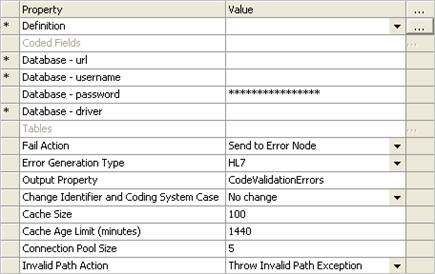 Property Value ...
* Definition ...
Coded Fields ...
* Database - url
* Database - username
Database - password ****************
* Database - driver
Tables ...
Fail Action Send to Error Node
Error Generation Type HL7
Output Property CodeValidationErrors
Change Identifier and Coding System Case No change
Cache Size 100
Cache Age Limit (minutes) 1440
Connection Pool Size 5
Invalid Path Action Throw Invalid Path Exception